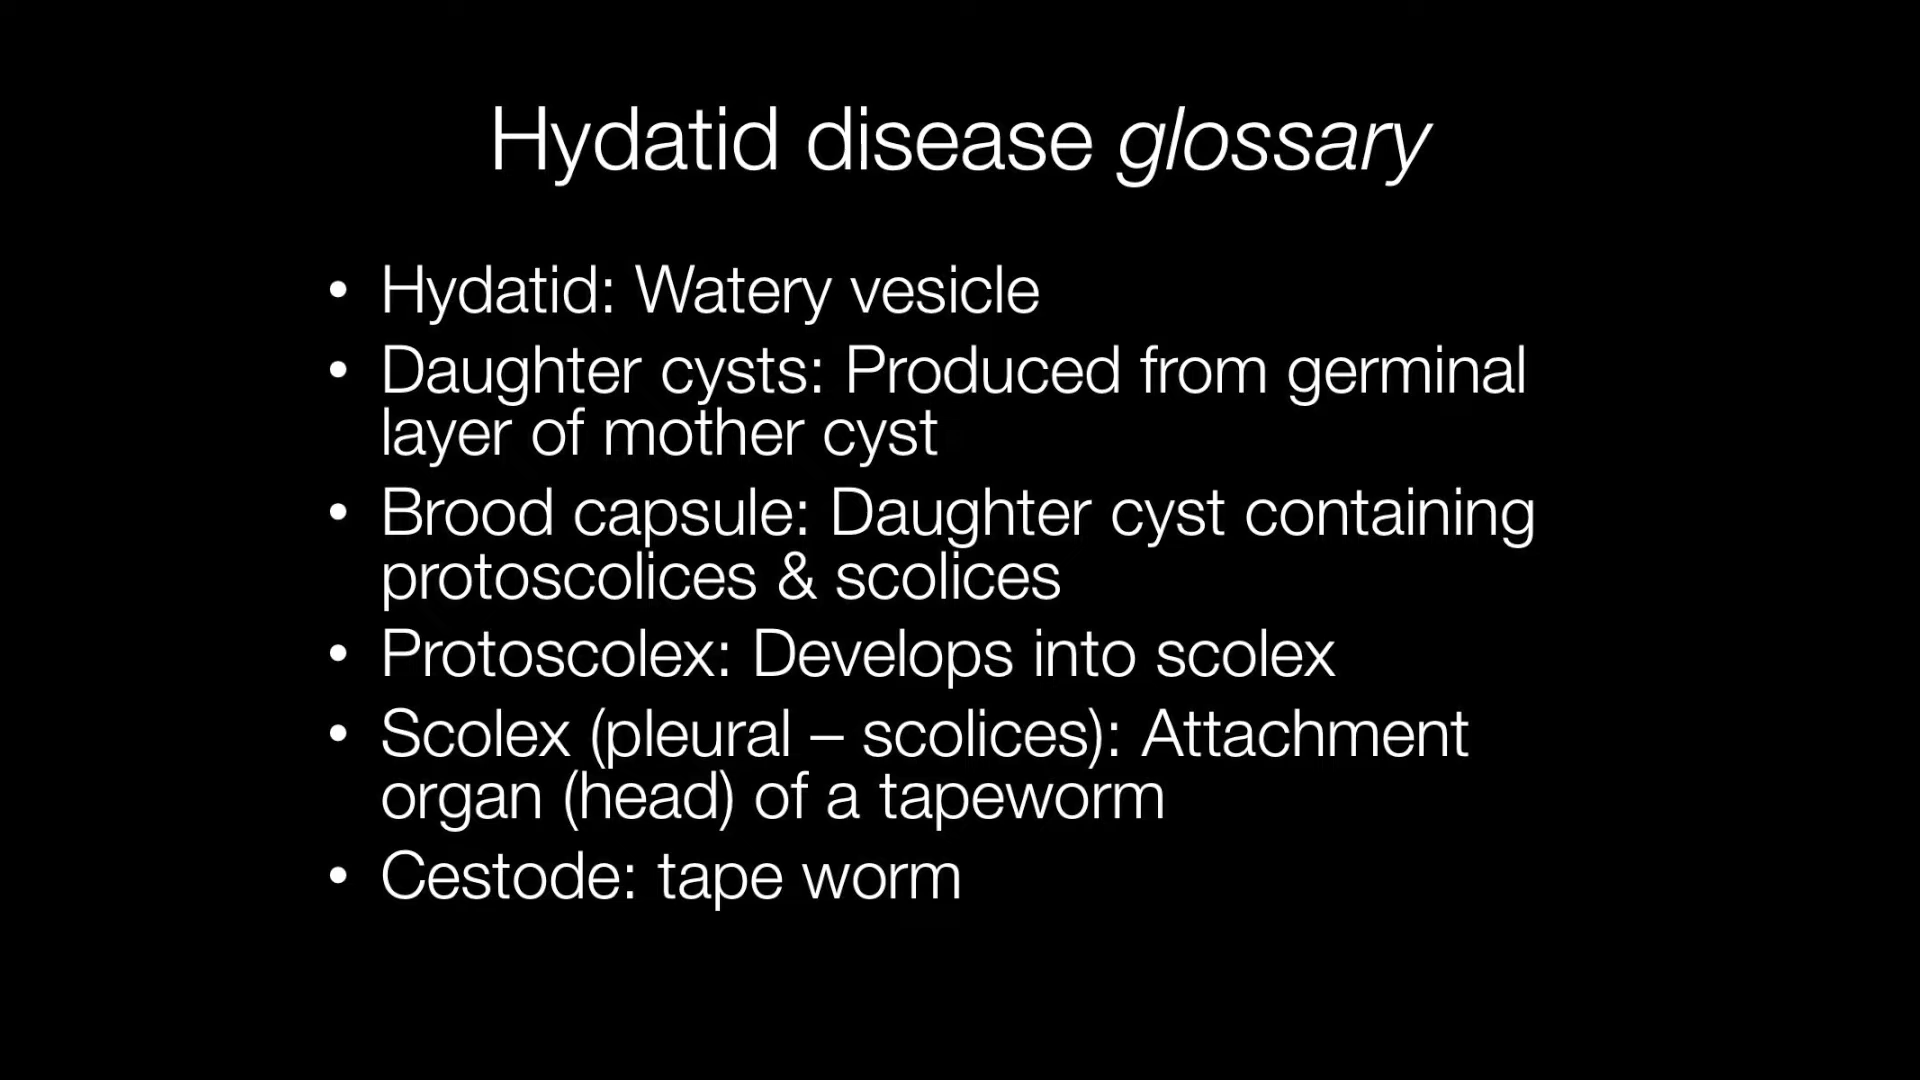 Hydatid disease glossary
• Hydatid: Watery vesicle
• Daughter cysts: Produced from germinal
layer of mother cyst
• Brood capsule: Daughter cyst containing
protoscolices & scolices
• Protoscolex: Develops into scolex
• Scolex (pleural – scolices): Attachment
organ (head) of a tapeworm
• Cestode: tape worm